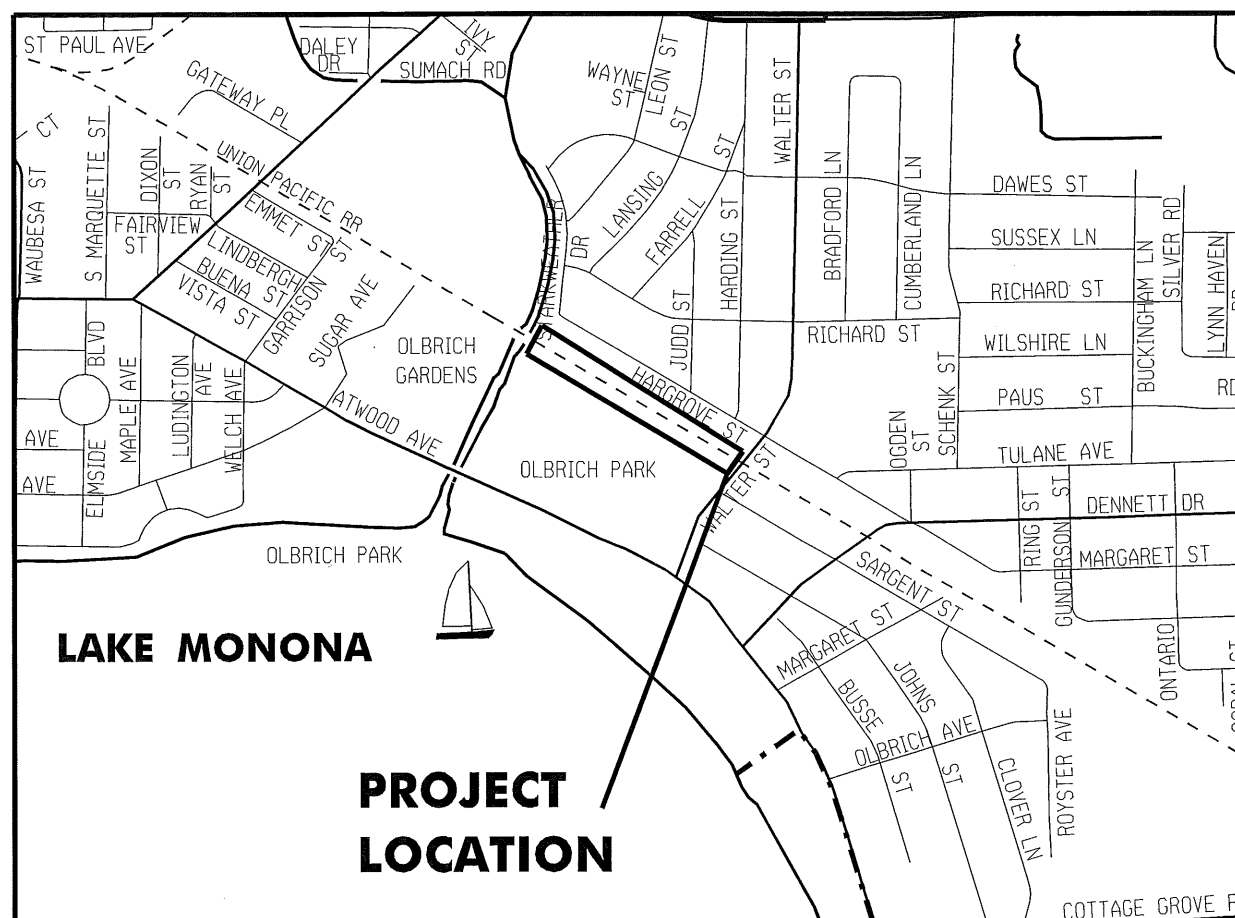 ST PAUL AVE
DALEY
DR
IVY
ST
SUMACH RD
GATEWAY PL
WAYNE
ST
LEON ST
ST
WALTER ST
CT
WAUBESA ST
S MARQUETTE ST
DIXON
ST
RYAN
ST
FAIRVIEW
ST
UNION PACIFIC RR
EMMET ST
LINDBERGH
ST
BUENA ST
VISTA ST
GARRISON
SUGAR AVE
STARKWEATHER
DR
LANSING
FARRELL
ST
HARDING ST
JUDD ST
BRADFORD LN
CUMBERLAND LN
DAWES ST
SUSSEX LN
RICHARD ST
RICHARD ST
WILSHIRE LN
PAUS ST
TULANE AVE
BUCKINGHAM LN
SILVER RD
LYNN HAVEN
RD
OLBRICH
GARDENS
ATWOOD AVE
HARGROVE ST
OLBRICH PARK
WALTER ST
OGDEN
ST
SCHENK ST
RING ST
GUNDERSON ST
DENNETT DR
MARGARET ST
AVE
AVE
ELMSIDE BLVD
MAPLE AVE
LUDINGTON
AVE
WELCH AVE
OLBRICH PARK
LAKE MONONA
SARGENT ST
MARGARET ST
BUSSE
ST
JOHNS
ST
OLBRICH AVE
CLOVER LN
ROYSTER AVE
ONTARIO
PROJECT
LOCATION
COTTAGE GROVE